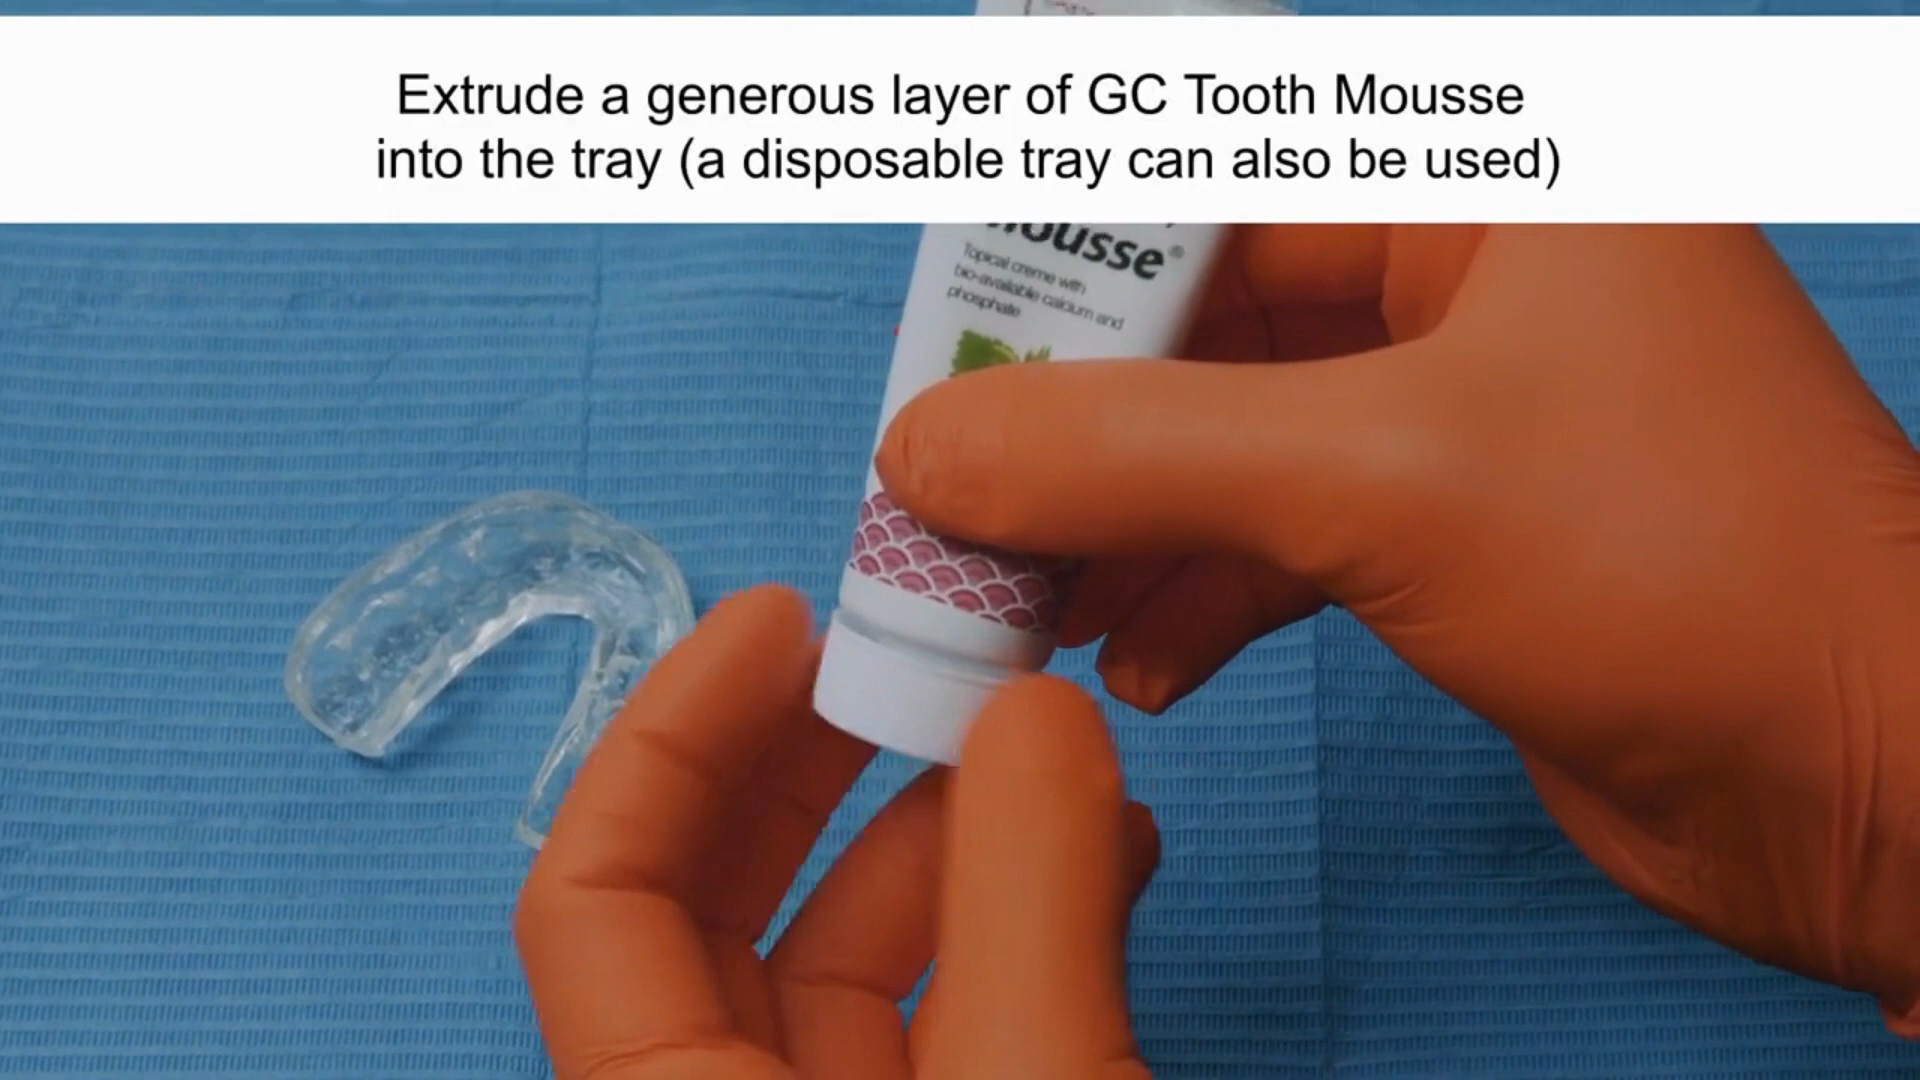 Extrude a generous layer of GC Tooth Mousse
into the tray (a disposable tray can also be used)
Topical creme with
bio-available calcium and
phosphate